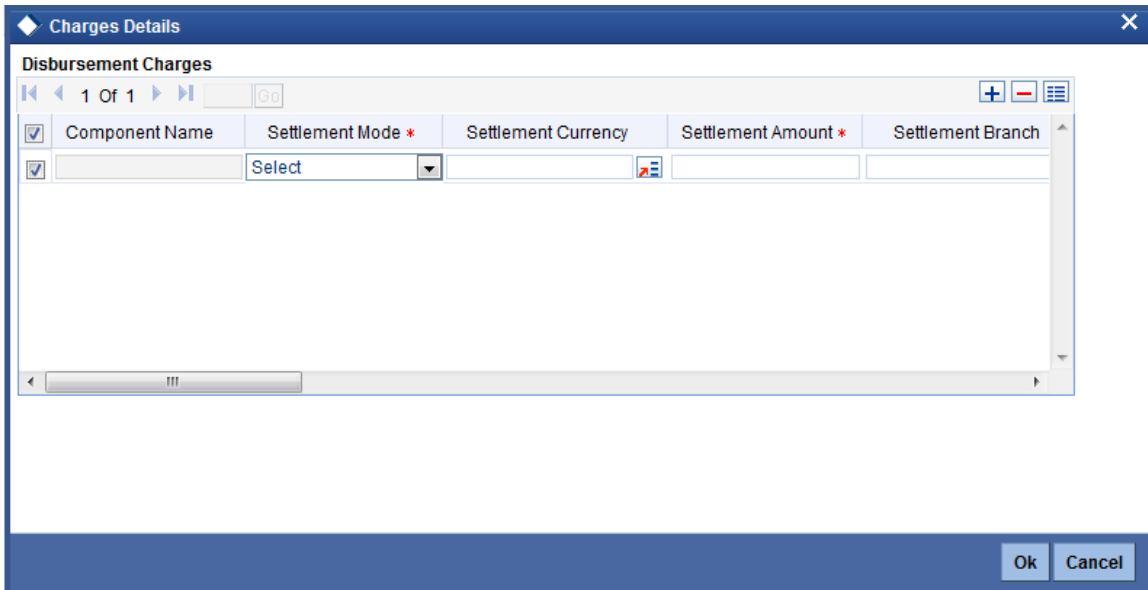 Charges Details
Disbursement Charges
1 Of 1 Go
Component Name Settlement Mode * Settlement Currency Settlement Amount * Settlement Branch
Select
Ok Cancel